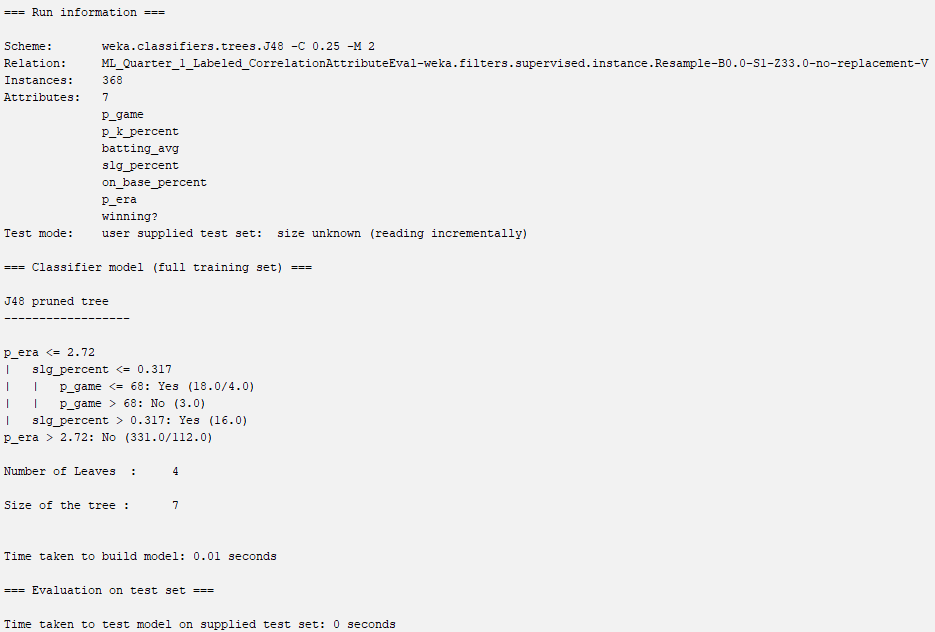 === Run information ===
Scheme: weka.classifiers.trees.J48 -C 0.25 -M 2
Relation: ML_Quarter_1_Labeled_CorrelationAttributeEval-weka.filters.supervised.instance.Resample-B0.0-S1-Z33.0-no-replacement-V
Instances: 368
Attributes: 7
p_game
p_k_percent
batting_avg
slg_percent
on_base_percent
p_era
winning?
Test mode: user supplied test set: size unknown (reading incrementally)
=== Classifier model (full training set) ===
J48 pruned tree
------------------
p_era <= 2.72
| slg_percent <= 0.317
| | p_game <= 68: Yes (18.0/4.0)
| | p_game > 68: No (3.0)
| slg_percent > 0.317: Yes (16.0)
p_era > 2.72: No (331.0/112.0)
Number of Leaves : 4
Size of the tree : 7
Time taken to build model: 0.01 seconds
=== Evaluation on test set ===
Time taken to test model on supplied test set: 0 seconds